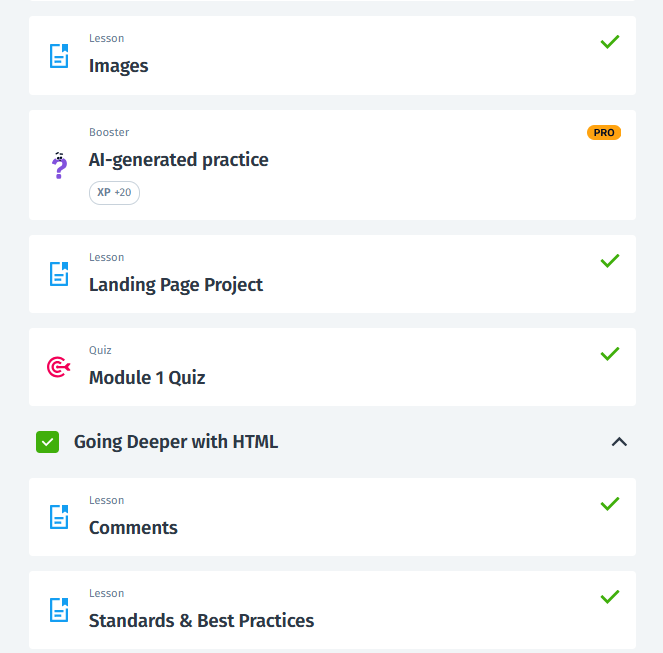 Lesson
Images
Booster
PRO
AI-generated practice
XP +20
Lesson
Landing Page Project
Quiz
Module 1 Quiz
Going Deeper with HTML
Lesson
Comments
Lesson
Standards & Best Practices